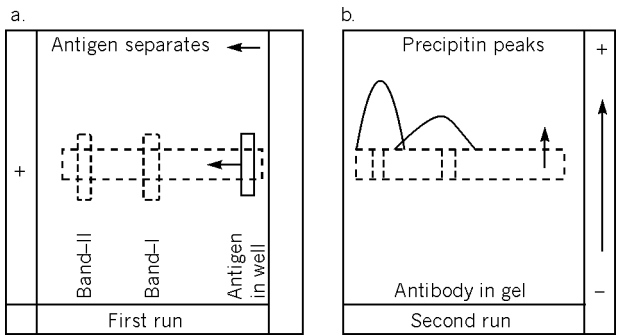 a.
Antigen separates
+
Band–II
Band–I
Antigen
in well
First run
b.
Precipitin peaks
+
Antibody in gel
–
Second run